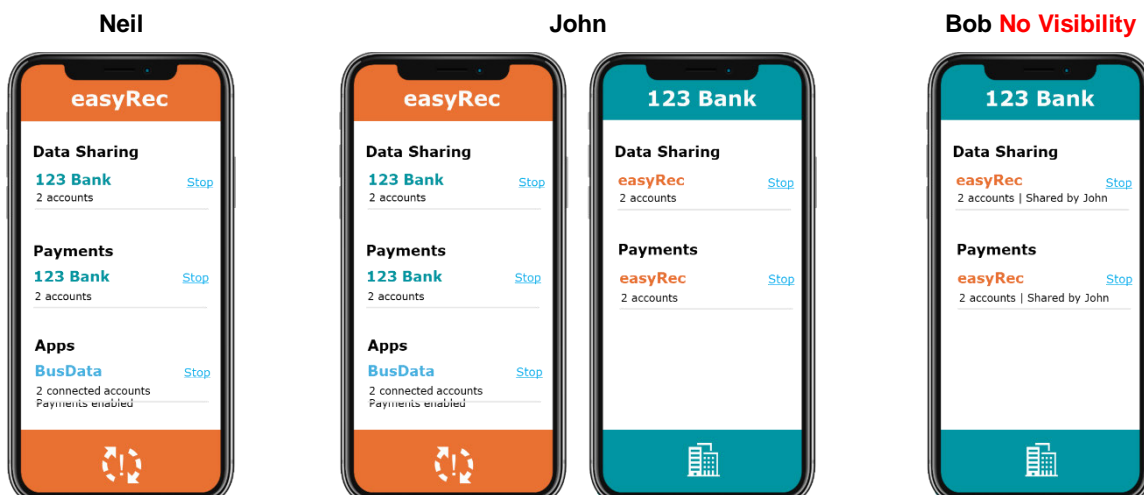 Neil
John
Bob No Visibility
easyRec
Data Sharing
123 Bank Stop
2 accounts
Payments
123 Bank Stop
2 accounts
Apps
BusData Stop
2 connected accounts
Payments enabled
easyRec
Data Sharing
123 Bank Stop
2 accounts
Payments
123 Bank Stop
2 accounts
Apps
BusData Stop
2 connected accounts
Payments enabled
123 Bank
Data Sharing
easyRec Stop
2 accounts
Payments
easyRec Stop
2 accounts
123 Bank
Data Sharing
easyRec Stop
2 accounts | Shared by John
Payments
easyRec Stop
2 accounts | Shared by John